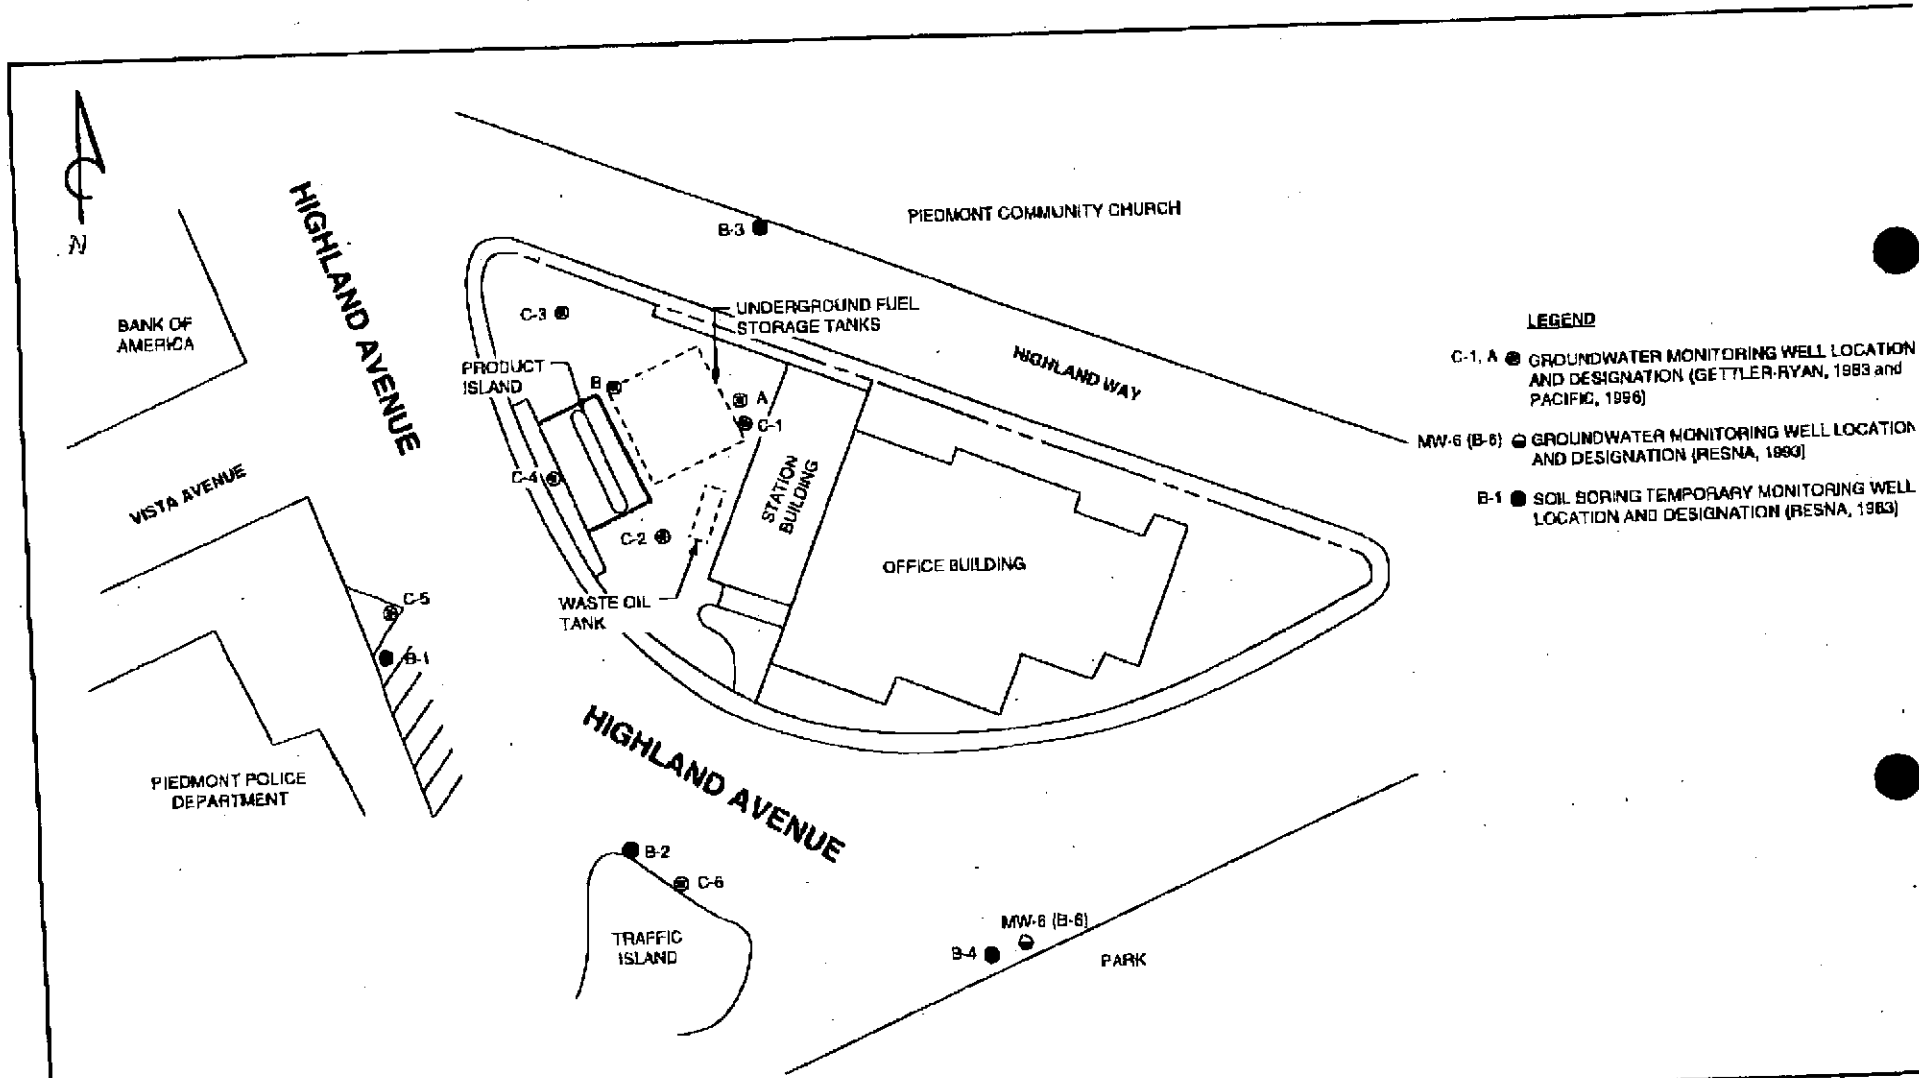 N
HIGHLAND AVENUE
PIEDMONT COMMUNITY CHURCH
B-3
BANK OF
AMERICA
C-3
UNDERGROUND FUEL
STORAGE TANKS
PRODUCT
ISLAND
B
A
C-1
HIGHLAND WAY
LEGEND
C-1, A GROUNDWATER MONITORING WELL LOCATION
AND DESIGNATION (GETTLER-RYAN, 1983 and
PACIFIC, 1996)
MW-6 (B-6) GROUNDWATER MONITORING WELL LOCATION
AND DESIGNATION (RESNA, 1993)
B-1 SOIL BORING TEMPORARY MONITORING WELL
LOCATION AND DESIGNATION (RESNA, 1983)
VISTA AVENUE
C-4
STATION
BUILDING
C-2
OFFICE BUILDING
WASTE OIL
TANK
C-5
B-1
HIGHLAND AVENUE
PIEDMONT POLICE
DEPARTMENT
B-2
C-6
TRAFFIC
ISLAND
MW-6 (B-6)
B-4
PARK